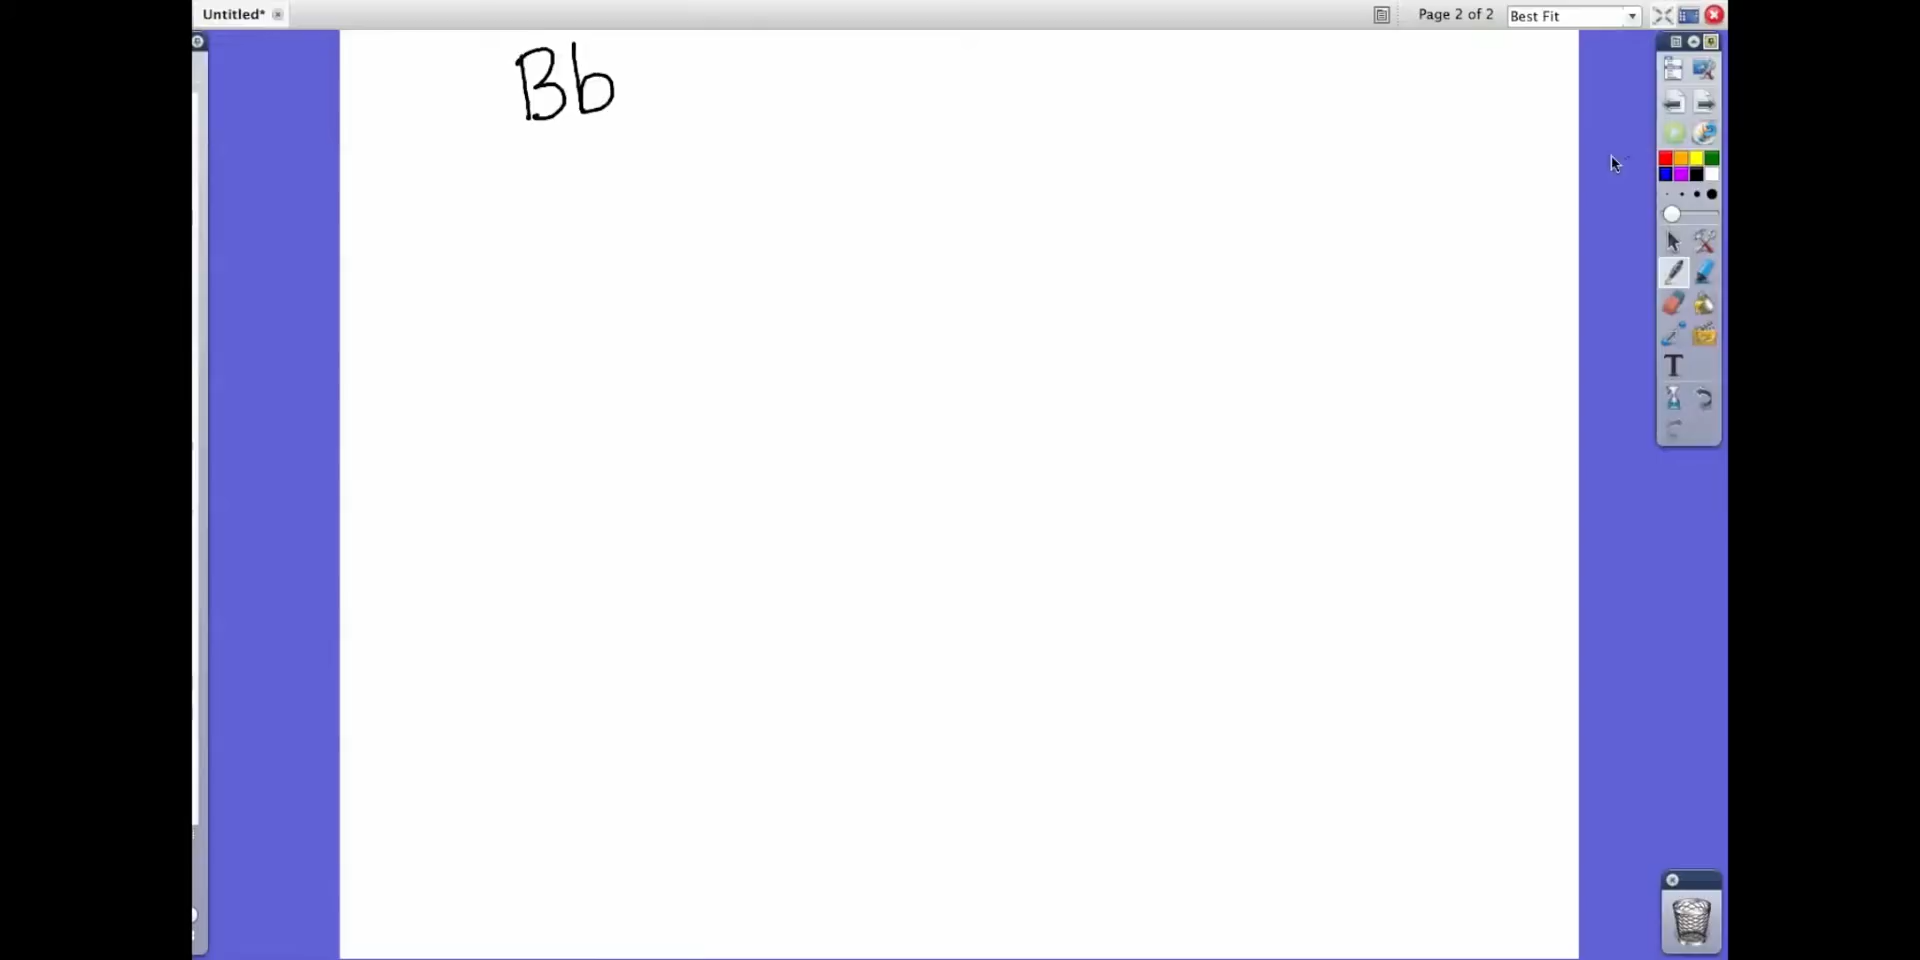 Untitled*
Page 2 of 2
Best Fit
Bb
T